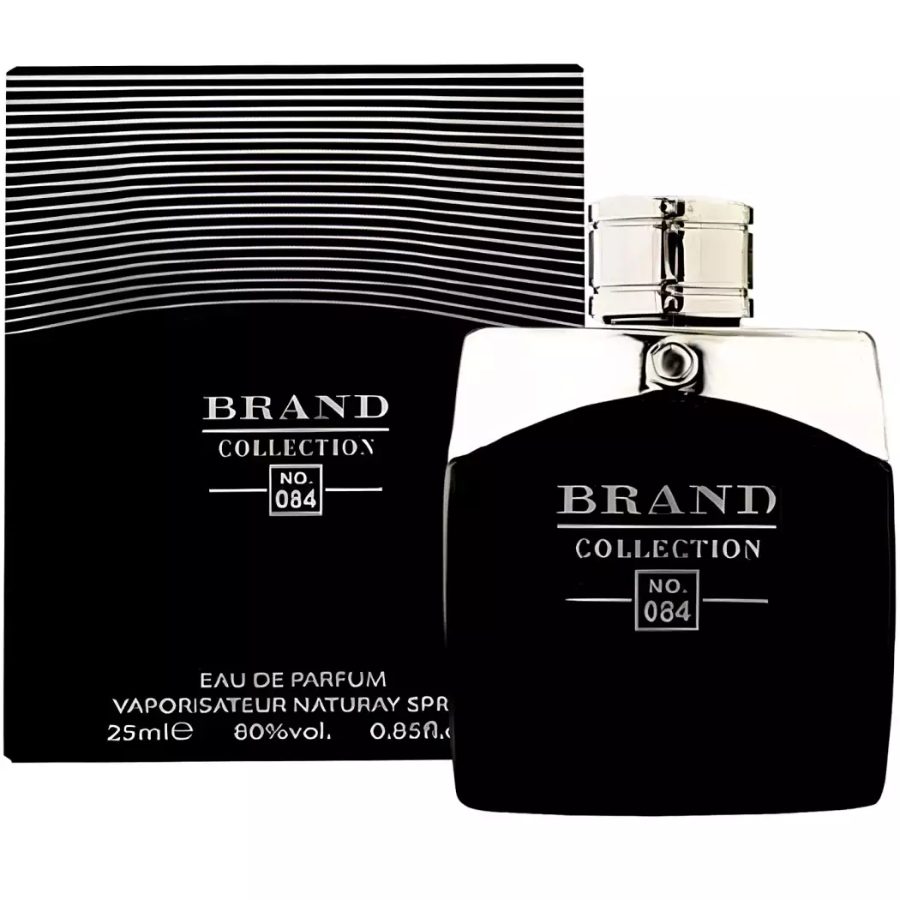 BRAND
COLLECTION
NO.
084
EAU DE PARFUM
VAPORISATEUR NATURAY SPR
25ml℮ 80%vol. 0.85fl.
BRAND
COLLECTION
NO.
084